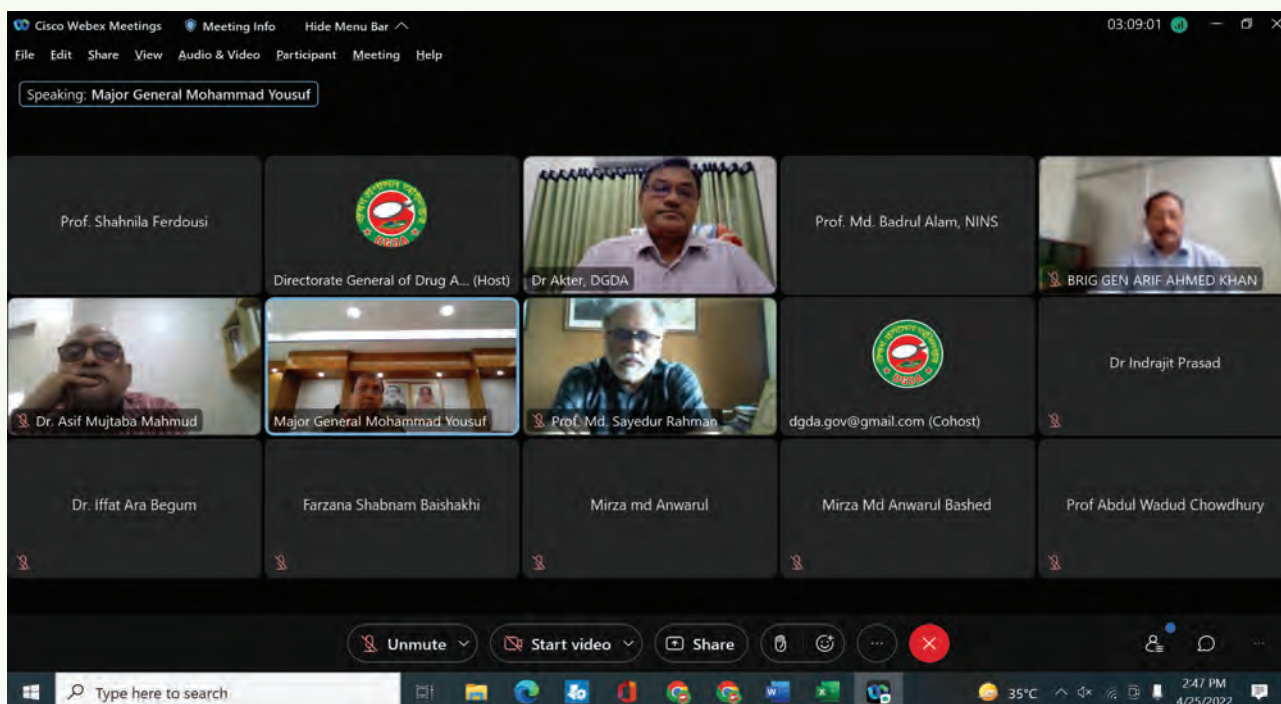 Cisco Webex Meetings Meeting Info Hide Menu Bar 03:09:01
File Edit Share View Audio & Video Participant Meeting Help
Speaking: Major General Mohammad Yousuf
Prof. Shahnila Ferdousi
DGDA
Directorate General of Drug A... (Host)
Dr Akter, DGDA
Prof. Md. Badrul Alam, NINS
BRIG GEN ARIF AHMED KHAN
Dr. Asif Mujtaba Mahmud
Major General Mohammad Yousuf
Prof. Md. Sayedur Rahman
DGDA
dgda.gov@gmail.com (Cohost)
Dr Indrajit Prasad
Dr. Iffat Ara Begum
Farzana Shabnam Baishakhi
Mirza md Anwarul
Mirza Md Anwarul Bashed
Prof Abdul Wadud Chowdhury
Unmute Start video Share
Type here to search
35°C
2:47 PM
4/25/2022